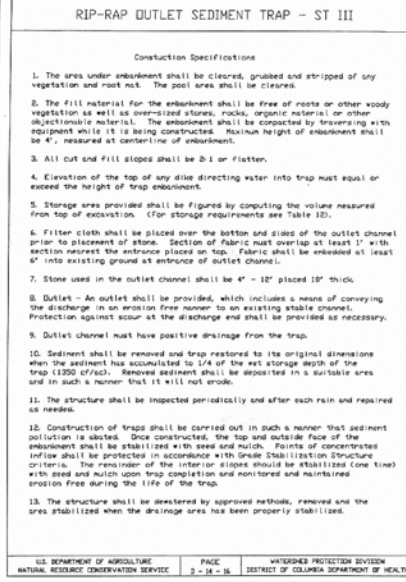 RIP-RAP OUTLET SEDIMENT TRAP - ST III
Constuction Specifications
1. The area under embankment shall be cleared, grubbed and stripped of any
vegetation and root mat. The pool area shall be cleared.
2. The fill material for the embankment shall be free of roots or other woody
vegetation as well as over-sized stones, rocks, organic material or other
objectionable material. The embankment shall be compacted by traversing with
equipment while it is being constructed. Maximum height of embankment shall
be 4', measured at centerline of embankment.
3. All cut and fill slopes shall be 2:1 or flatter.
4. Elevation of the top of any dike directing water into trap must equal or
exceed the height of trap embankment.
5. Storage area provided shall be figured by computing the volume measured
from top of excavation. (For storage requirements see Table 12).
6. Filter cloth shall be placed over the bottom and sides of the outlet channel
prior to placement of stone. Section of fabric must overlap at least 1' with
section nearest the entrance placed on top. Fabric shall be embedded at least
6" into existing ground at entrance of outlet channel.
7. Stone used in the outlet channel shall be 4" - 12" placed 18" thick.
8. Outlet - An outlet shall be provided, which includes a means of conveying
the discharge in an erosion free manner to an existing stable channel.
Protection against scour at the discharge end shall be provided as necessary.
9. Outlet channel must have positive drainage from the trap.
10. Sediment shall be removed and trap restored to its original dimensions
when the sediment has accumulated to 1/4 of the wet storage depth of the
trap (1350 cf/ac). Removed sediment shall be deposited in a suitable area
and in such a manner that it will not erode.
11. The structure shall be inspected periodically and after each rain and repaired
as needed.
12. Construction of traps shall be carried out in such a manner that sediment
pollution is abated. Once constructed, the top and outside face of the
embankment shall be stabilized with seed and mulch. Points of concentrated
inflow shall be protected in accordance with Grade Stabilization Structure
criteria. The remainder of the interior slopes should be stabilized (one time)
with seed and mulch upon trap completion and monitored and maintained
erosion free during the life of the trap.
13. The structure shall be dewatered by approved methods, removed and the
area stabilized when the drainage area has been properly stabilized.
U.S. DEPARTMENT OF AGRICULTURE
NATURAL RESOURCE CONSERVATION SERVICE
PAGE
D - 14 - 16
WATERSHED PROTECTION DIVISION
DISTRICT OF COLUMBIA DEPARTMENT OF HEALTH